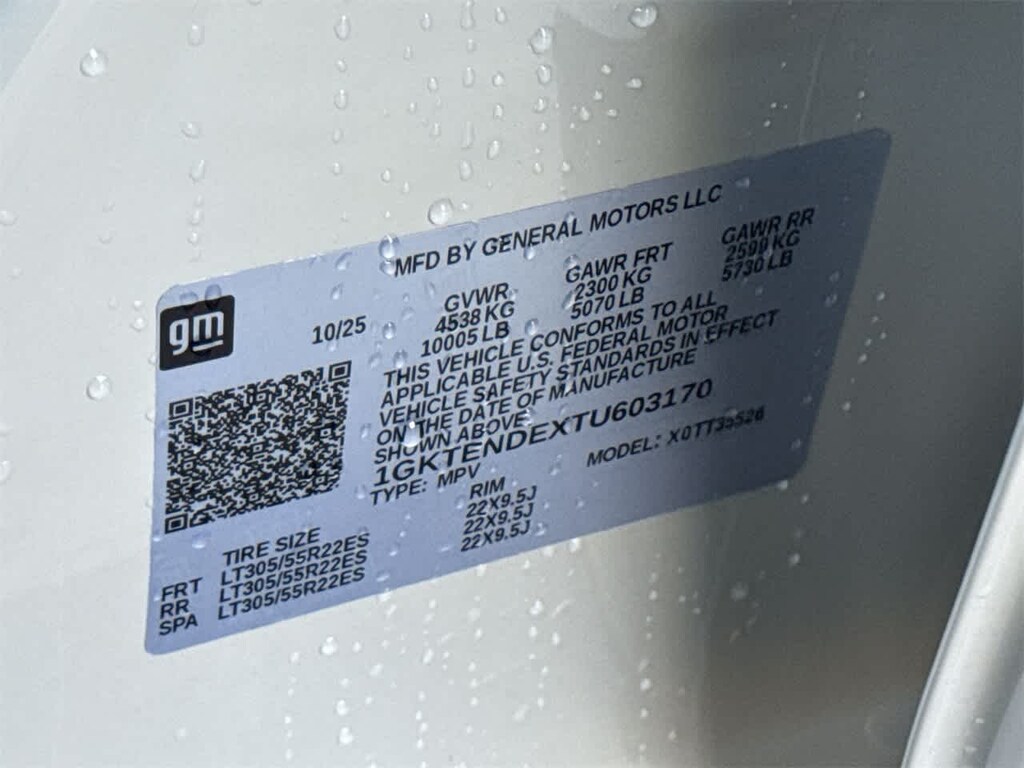 MFD BY GENERAL MOTORS LLC
gm
10/25
GVWR GAWR FRT GAWR RR
4538 KG 2300 KG 2599 KG
10005 LB 5070 LB 5730 LB
THIS VEHICLE CONFORMS TO ALL
APPLICABLE U.S. FEDERAL MOTOR
VEHICLE SAFETY STANDARDS IN EFFECT
ON THE DATE OF MANUFACTURE
SHOWN ABOVE
1GKTENDEXTU603170
TYPE: MPV MODEL: X0TT35526
TIRE SIZE RIM
FRT LT305/55R22ES 22X9.5J
RR LT305/55R22ES 22X9.5J
SPA LT305/55R22ES 22X9.5J